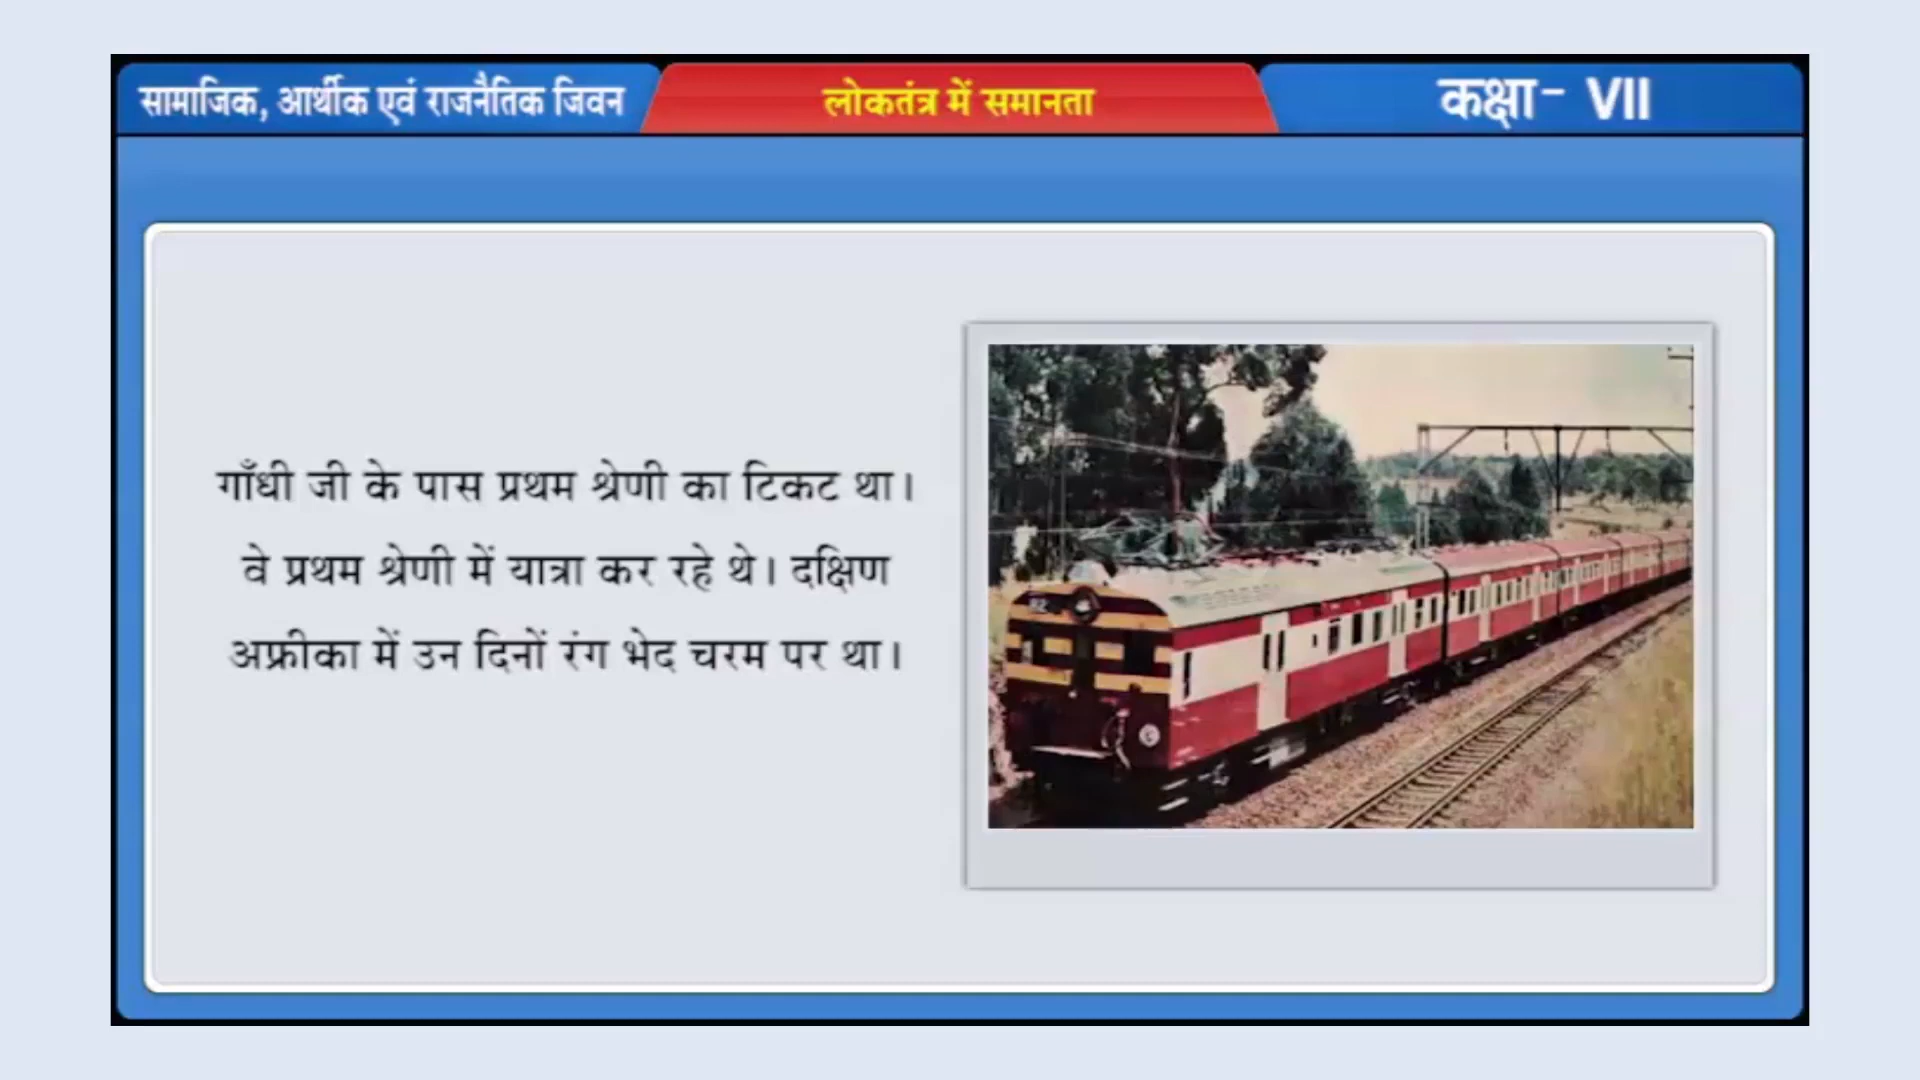 सामाजिक, आर्थीक एवं राजनैतिक जिवन
लोकतंत्र में समानता
कक्षा- VII
गाँधी जी के पास प्रथम श्रेणी का टिकट था।
वे प्रथम श्रेणी में यात्रा कर रहे थे। दक्षिण
अफ्रीका में उन दिनों रंग भेद चरम पर था।